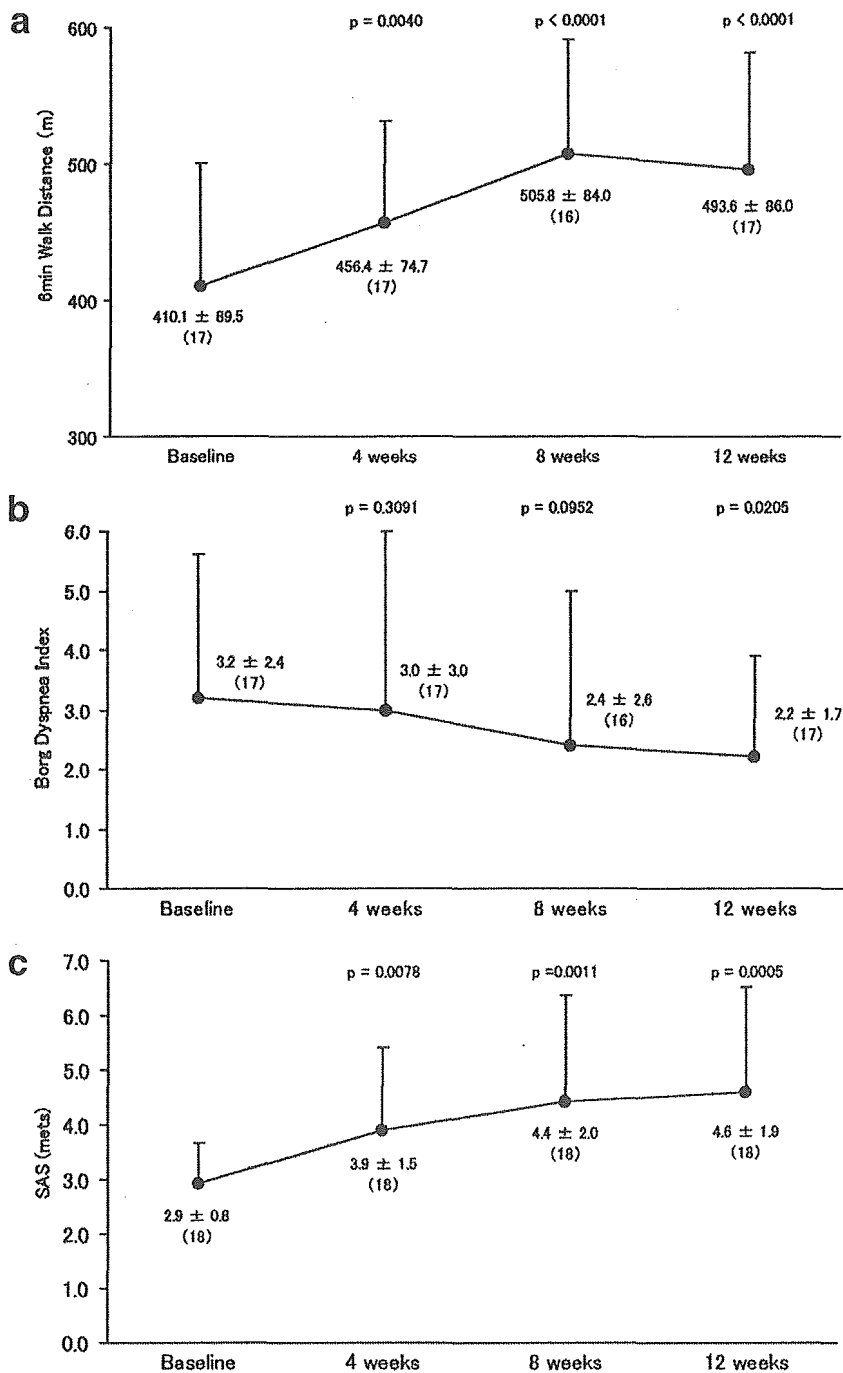 a
p = 0.0040
p < 0.0001
p < 0.0001
6min Walk Distance (m)
600
500
400
300
410.1 ± 89.5
(17)
456.4 ± 74.7
(17)
505.8 ± 84.0
(16)
493.6 ± 86.0
(17)
Baseline
4 weeks
8 weeks
12 weeks
b
p = 0.3091
p = 0.0952
p = 0.0205
Borg Dyspnea Index
6.0
5.0
4.0
3.0
2.0
1.0
0.0
3.2 ± 2.4
(17)
3.0 ± 3.0
(17)
2.4 ± 2.6
(16)
2.2 ± 1.7
(17)
Baseline
4 weeks
8 weeks
12 weeks
c
p = 0.0078
p =0.0011
p = 0.0005
SAS (mets)
7.0
6.0
5.0
4.0
3.0
2.0
1.0
0.0
2.9 ± 0.8
(18)
3.9 ± 1.5
(18)
4.4 ± 2.0
(18)
4.6 ± 1.9
(18)
Baseline
4 weeks
8 weeks
12 weeks